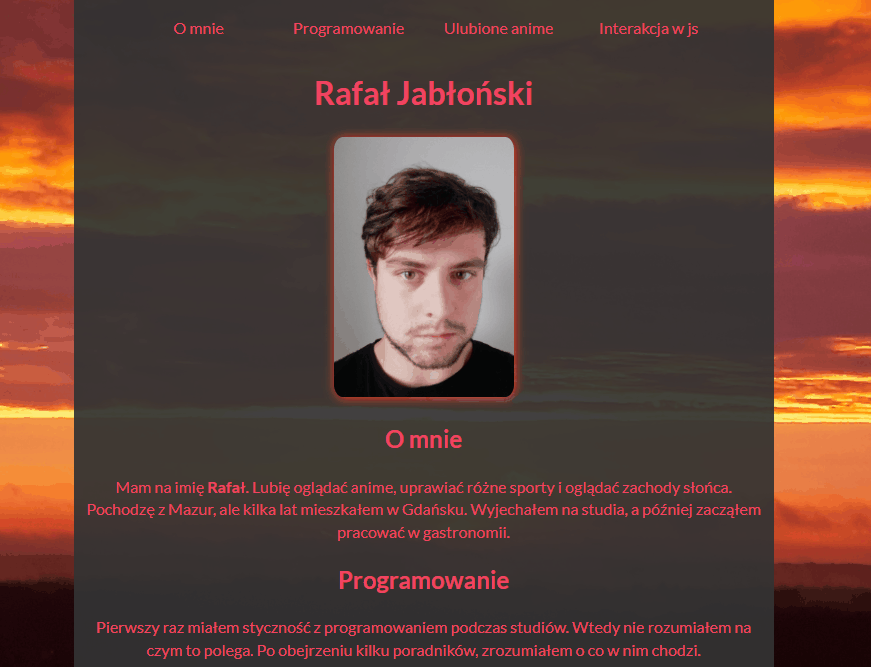 O mnie Programowanie Ulubione anime Interakcja w js
Rafał Jabłoński
O mnie
Mam na imię Rafał. Lubię oglądać anime, uprawiać różne sporty i oglądać zachody słońca.
Pochodzę z Mazur, ale kilka lat mieszkałem w Gdańsku. Wyjechałem na studia, a później zacząłem
pracować w gastronomii.
Programowanie
Pierwszy raz miałem styczność z programowaniem podczas studiów. Wtedy nie rozumiałem na
czym to polega. Po obejrzeniu kilku poradników, zrozumiałem o co w nim chodzi.